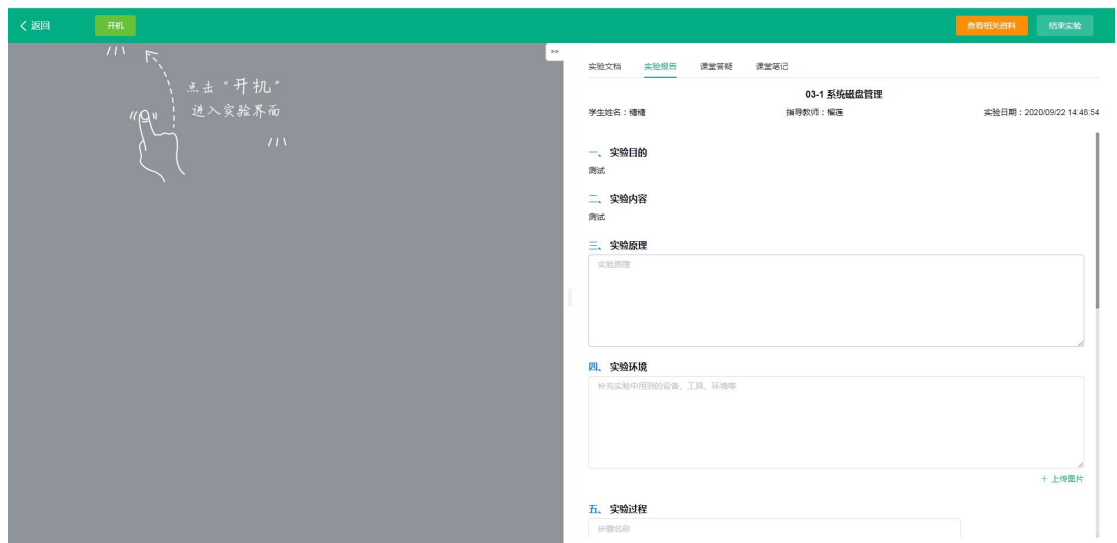 返回
开机
查看相关资料
结束实验
点击“开机”
进入实验界面
>>
实验文档 实验报告 课堂答疑 课堂笔记
03-1 系统磁盘管理
学生姓名：糖糖 指导教师：榴莲 实验日期：2020/09/22 14:46:54
一、 实验目的
测试
二、 实验内容
测试
三、 实验原理
实验原理
四、 实验环境
补充实验中用到的设备、工具、环境等
+ 上传图片
五、 实验过程
步骤名称